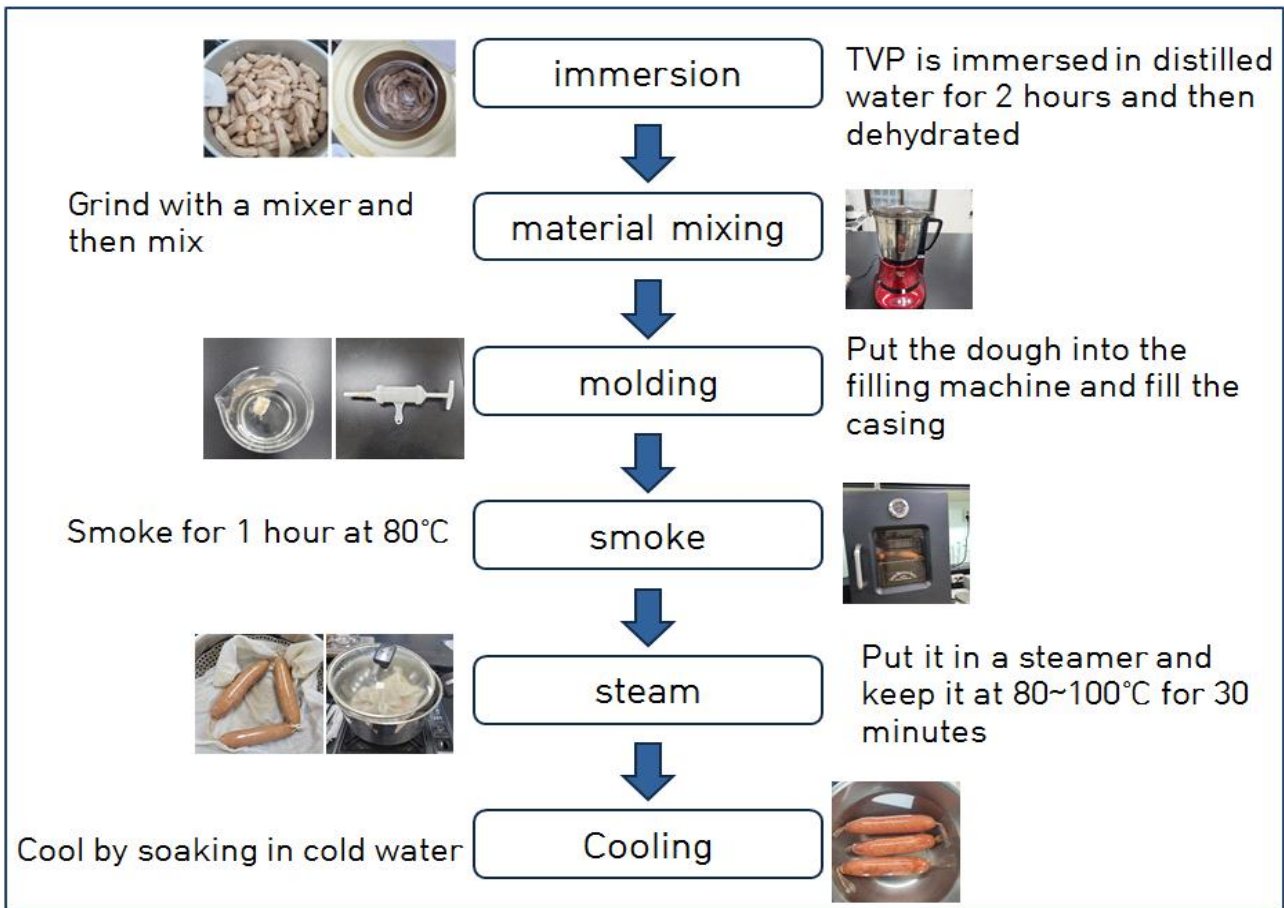 immersion
TVP is immersed in distilled
water for 2 hours and then
dehydrated
Grind with a mixer and
then mix
material mixing
molding
Put the dough into the
filling machine and fill the
casing
Smoke for 1 hour at 80℃
smoke
steam
Put it in a steamer and
keep it at 80~100℃ for 30
minutes
Cool by soaking in cold water
Cooling